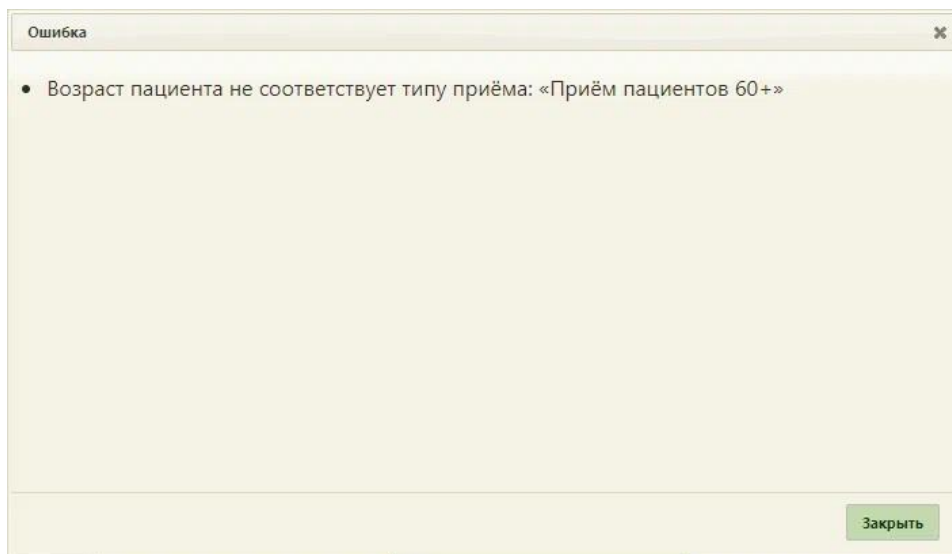 Ошибка
Возраст пациента не соответствует типу приёма: «Приём пациентов 60+»
Закрыть